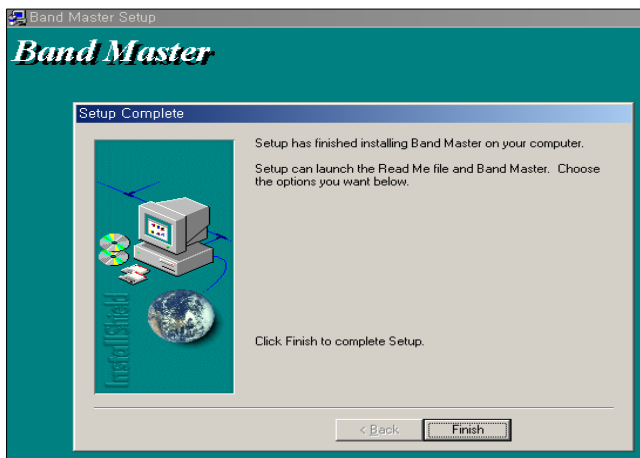 Band Master Setup
Band Master
Setup Complete
Setup has finished installing Band Master on your computer.
Setup can launch the Read Me file and Band Master. Choose
the options you want below.
InstallShield
Click Finish to complete Setup.
< Back
Finish